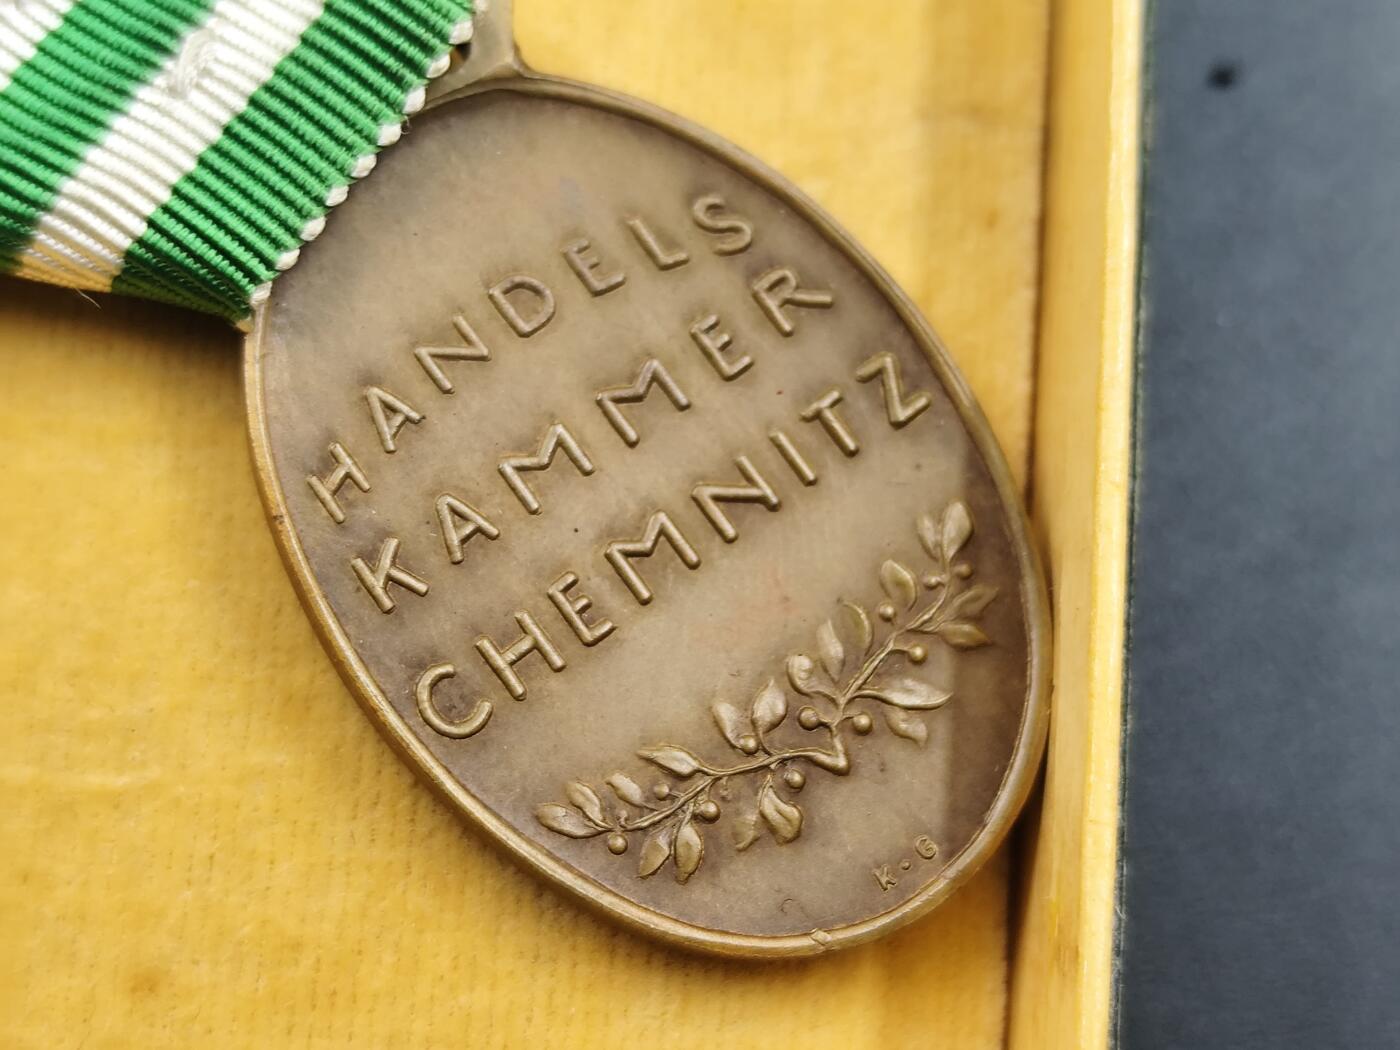 HANDELS
KAMMER
CHEMNITZ
K·G